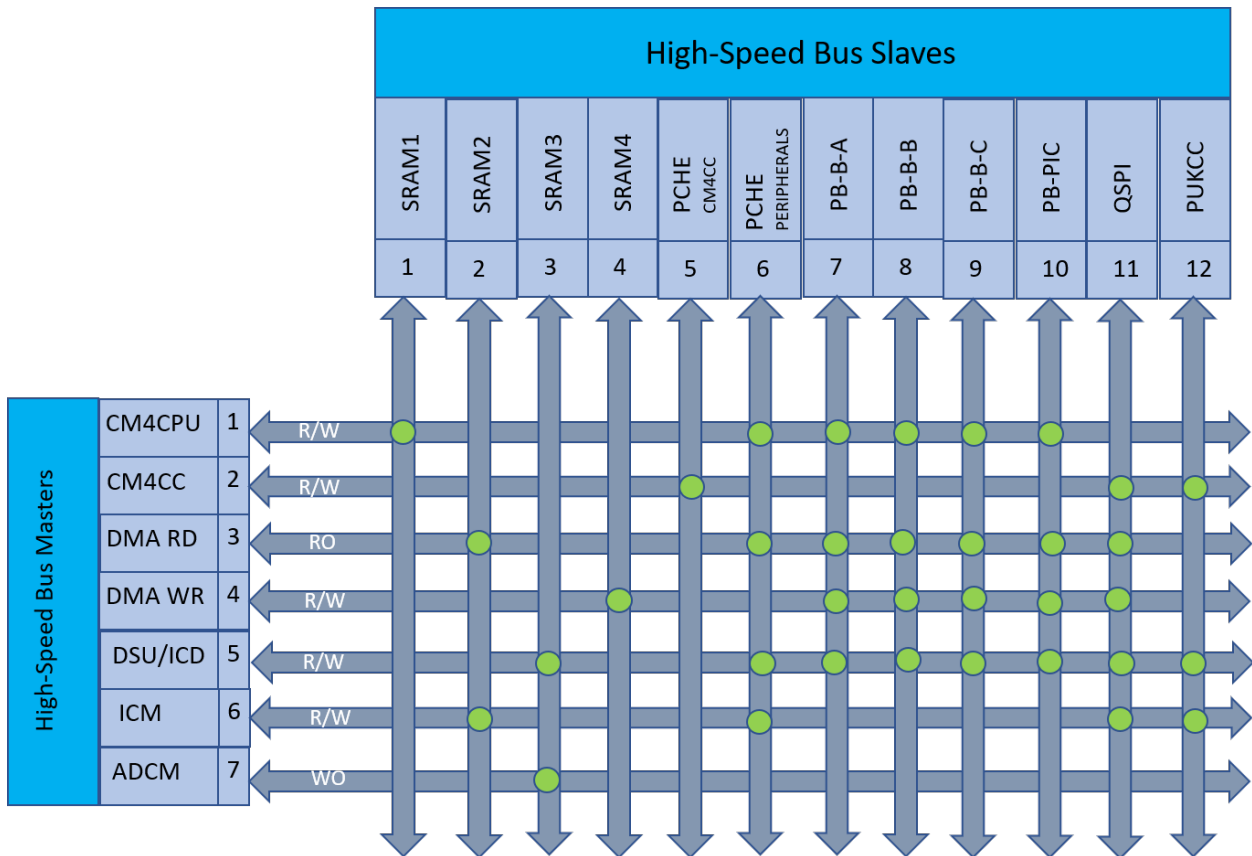 High-Speed Bus Slaves
SRAM1
SRAM2
SRAM3
SRAM4
PCHE
CM4CC
PCHE
PERIPHERALS
PB-B-A
PB-B-B
PB-B-C
PB-PIC
QSPI
PUKCC
1 2 3 4 5 6 7 8 9 10 11 12
High-Speed Bus Masters
CM4CPU 1 R/W
CM4CC 2 R/W
DMA RD 3 RO
DMA WR 4 R/W
DSU/ICD 5 R/W
ICM 6 R/W
ADCM 7 WO